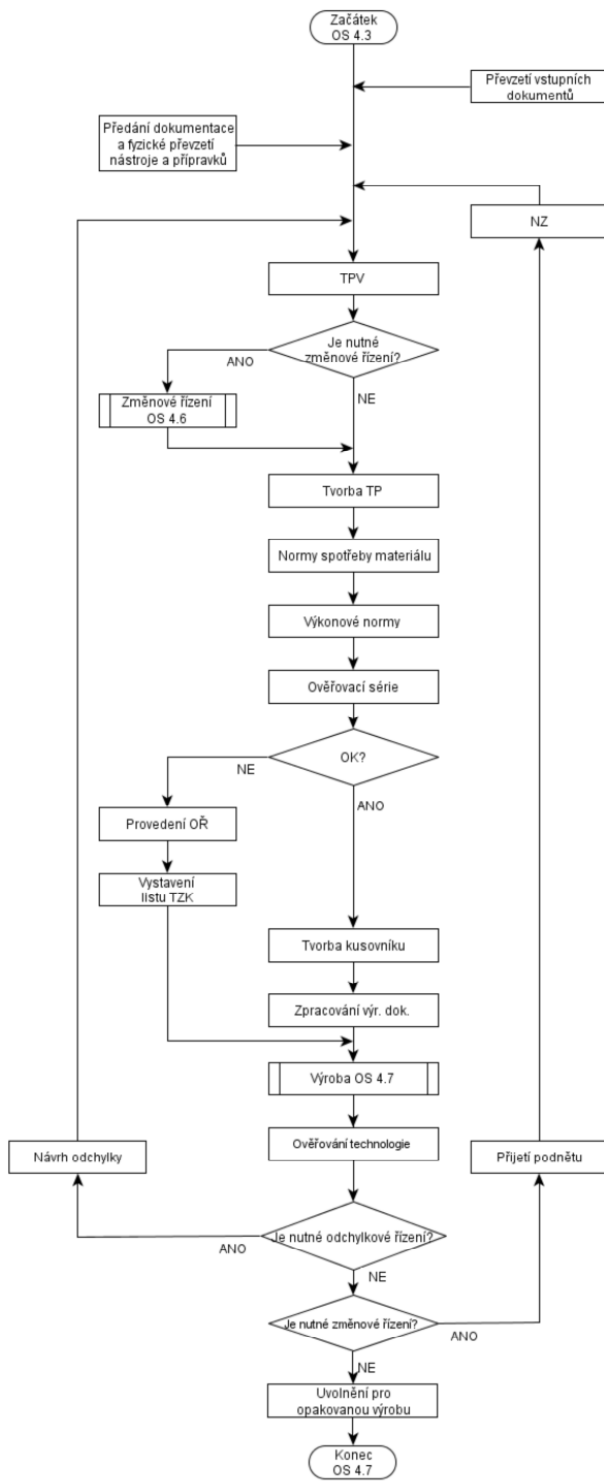 Začátek
OS 4.3
Převzetí vstupních
dokumentů
Předání dokumentace
a fyzické převzetí
nástroje a přípravků
NZ
TPV
Je nutné
změnové řízení?
ANO
NE
Změnové řízení
OS 4.6
Tvorba TP
Normy spotřeby materiálu
Výkonové normy
Ověřovací série
OK?
NE
ANO
Provedení OŘ
Vystavení
listu TZK
Tvorba kusovníku
Zpracování výr. dok.
Výroba OS 4.7
Návrh odchylky
Ověřování technologie
Přijetí podnětu
Je nutné odchylkové řízení?
ANO
NE
Je nutné změnové řízení?
ANO
NE
Uvolnění pro
opakovanou výrobu
Konec
OS 4.7